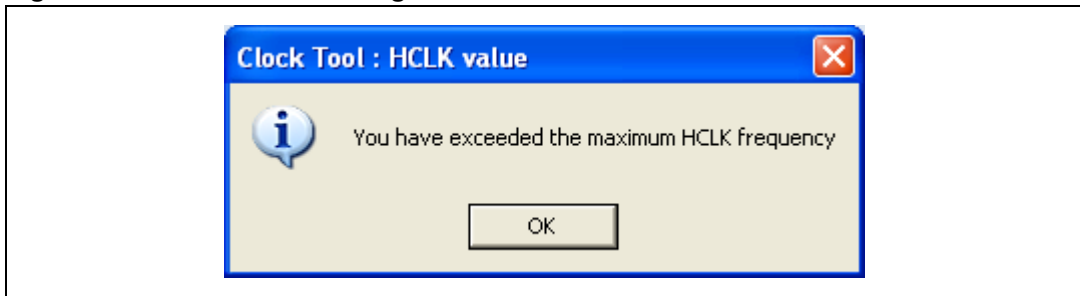 Clock Tool : HCLK value
You have exceeded the maximum HCLK frequency
OK